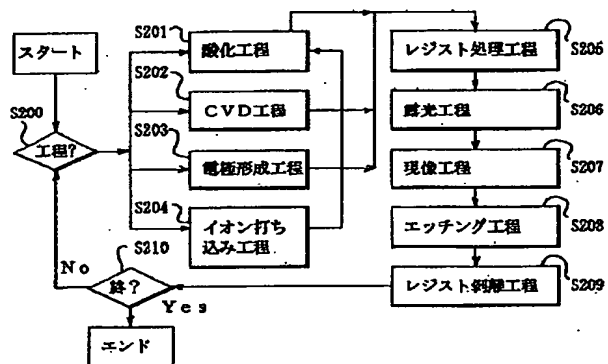 スタート
S200
工程?
S201
酸化工程
S202
CVD工程
S203
電極形成工程
S204
イオン打ち
込み工程
S205
レジスト処理工程
S206
露光工程
S207
現像工程
S208
エッチング工程
S209
レジスト剥離工程
S210
終?
No
Yes
エンド